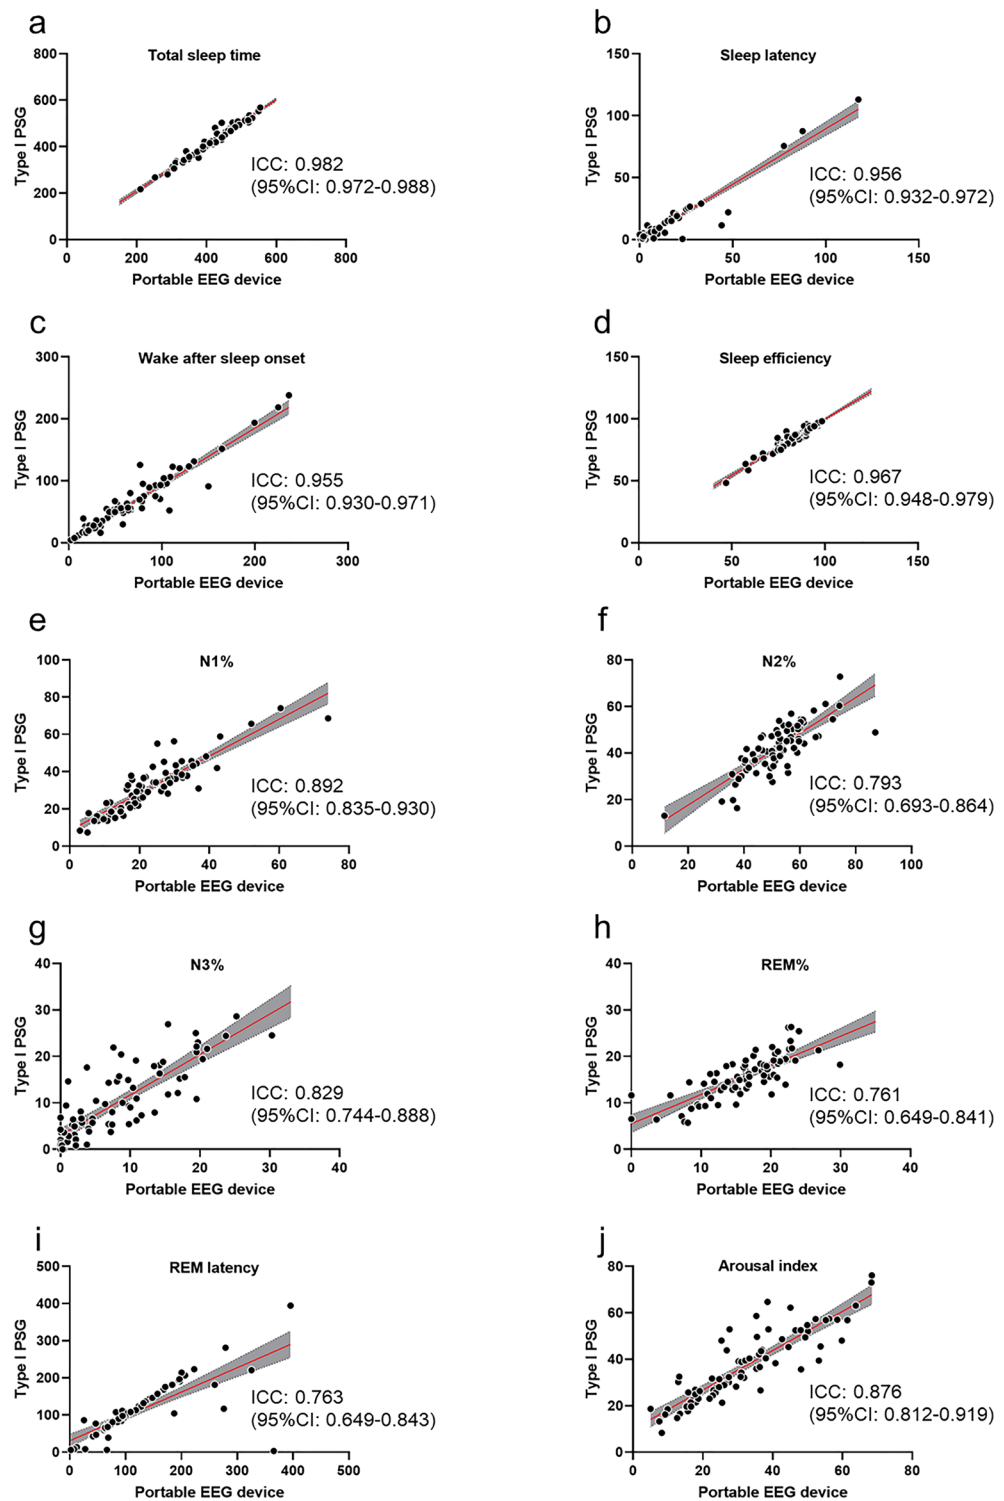 a
Total sleep time
800
600
400
200
0
0 200 400 600 800
Type I PSG
Portable EEG device
ICC: 0.982
(95%CI: 0.972-0.988)
b
Sleep latency
150
100
50
0
0 50 100 150
Type I PSG
Portable EEG device
ICC: 0.956
(95%CI: 0.932-0.972)
c
Wake after sleep onset
300
200
100
0
0 100 200 300
Type I PSG
Portable EEG device
ICC: 0.955
(95%CI: 0.930-0.971)
d
Sleep efficiency
150
100
50
0
0 50 100 150
Type I PSG
Portable EEG device
ICC: 0.967
(95%CI: 0.948-0.979)
e
N1%
100
80
60
40
20
0
0 20 40 60 80
Type I PSG
Portable EEG device
ICC: 0.892
(95%CI: 0.835-0.930)
f
N2%
80
60
40
20
0
0 20 40 60 80 100
Type I PSG
Portable EEG device
ICC: 0.793
(95%CI: 0.693-0.864)
g
N3%
40
30
20
10
0
0 10 20 30 40
Type I PSG
Portable EEG device
ICC: 0.829
(95%CI: 0.744-0.888)
h
REM%
40
30
20
10
0
0 10 20 30 40
Type I PSG
Portable EEG device
ICC: 0.761
(95%CI: 0.649-0.841)
i
REM latency
500
400
300
200
100
0
0 100 200 300 400 500
Type I PSG
Portable EEG device
ICC: 0.763
(95%CI: 0.649-0.843)
j
Arousal index
80
60
40
20
0
0 20 40 60 80
Type I PSG
Portable EEG device
ICC: 0.876
(95%CI: 0.812-0.919)